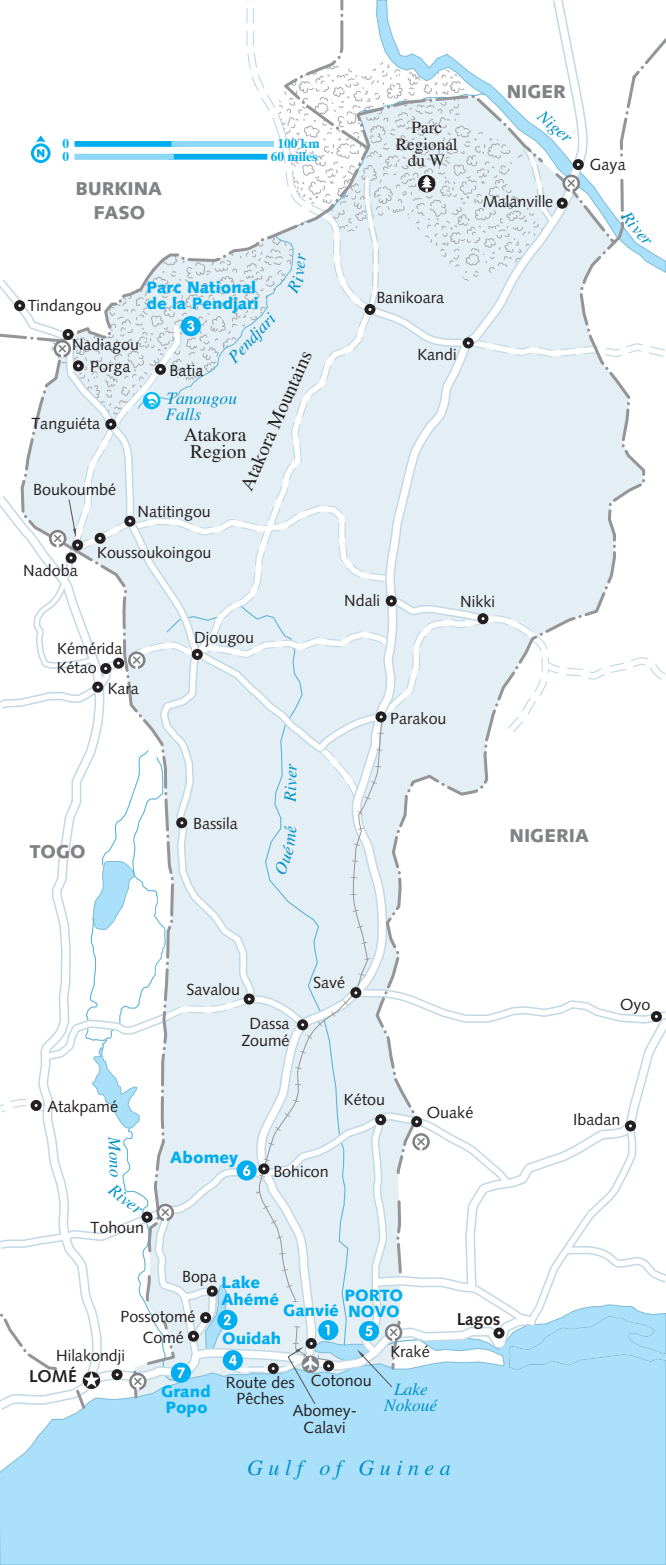 NIGER
Niger
River
Parc
Regional
du W
Gaya
Malanville
N
0
100 km
0
60 miles
BURKINA
FASO
Parc National
de la Pendjari
3
River
Pendjari
Tindangou
Nadiagou
Porga
Batia
Tanougou
Falls
Tanguiéta
Atakora
Region
Atakora Mountains
Banikoara
Kandi
Boukoumbé
Natitingou
Koussoukoingou
Nadoba
Ndali
Nikki
Kémérida
Kétao
Kara
Djougou
Parakou
Ouémé
River
Bassila
TOGO
NIGERIA
Savalou
Savé
Dassa
Zoumé
Oyo
Atakpamé
Kétou
Ouaké
Ibadan
Mono
River
Abomey
6
Bohicon
Tohoun
Bopa
Lake
Ahémé
2
Possotomé
Comé
Ouidah
4
Ganvié
1
PORTO
NOVO
5
Lagos
Kraké
Hilakondji
LOMÉ
7
Grand
Popo
Route des
Pêches
Cotonou
Abomey-
Calavi
Lake
Nokoué
Gulf of Guinea